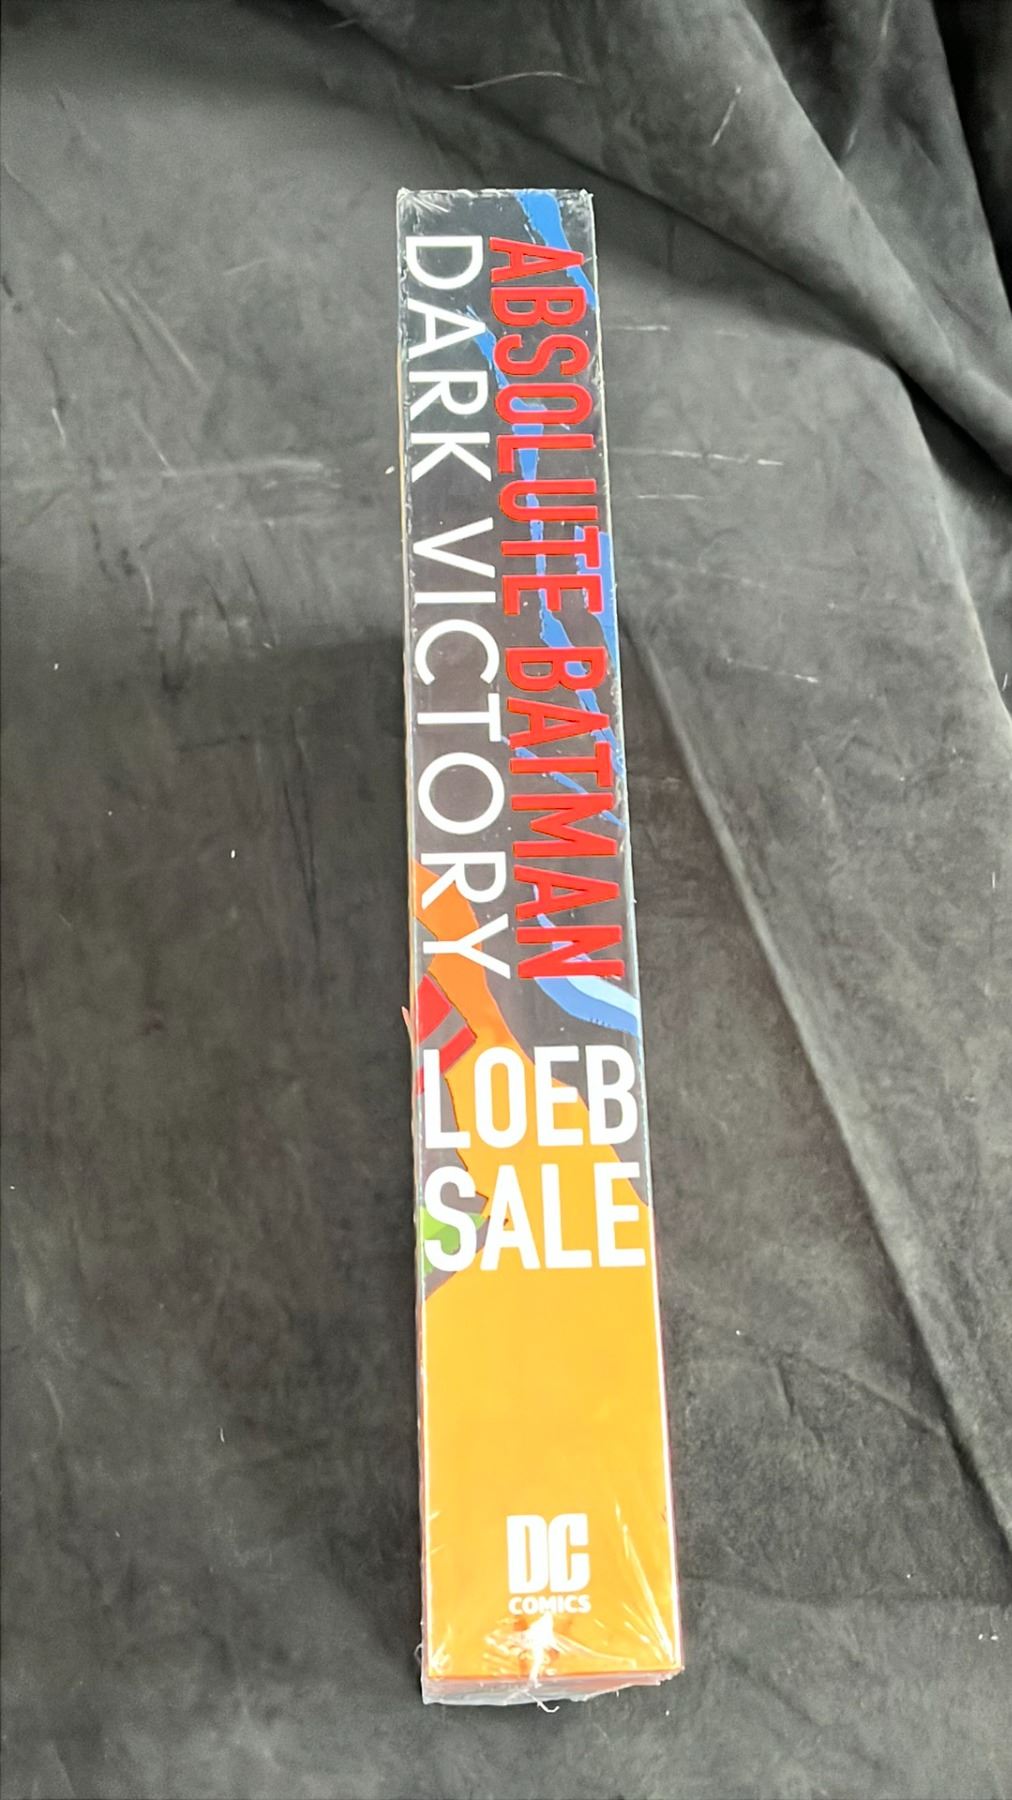 ABSOLUTE BATMAN
DARK VICTORY
LOEB
SALE
DC
COMICS